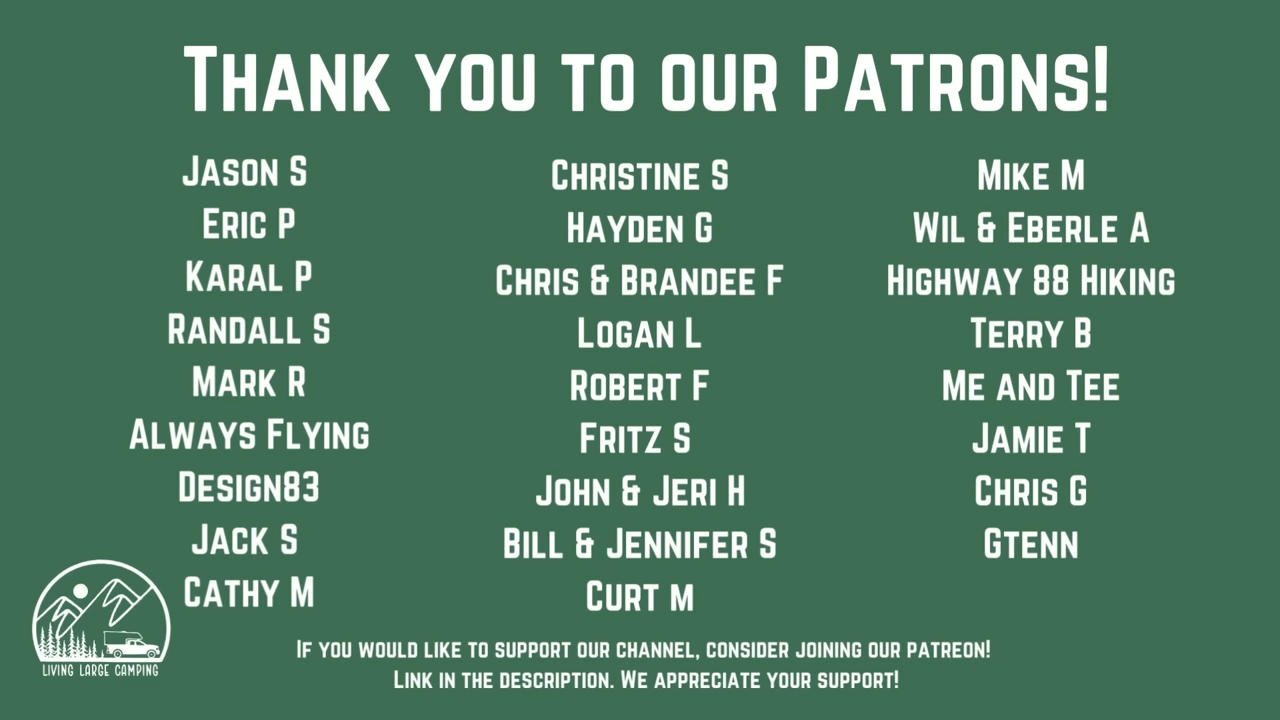 Thank you to our Patrons!
Jason S
Eric P
Karal P
Randall S
Mark R
Always Flying
Design83
Jack S
Cathy M
Christine S
Hayden G
Chris & Brandee F
Logan L
Robert F
Fritz S
John & Jeri H
Bill & Jennifer S
Curt m
Mike M
Wil & Eberle A
Highway 88 Hiking
Terry B
Me and Tee
Jamie T
Chris G
Gtenn
If you would like to support our channel, consider joining our patreon!
Link in the description. We appreciate your support!
LIVING LARGE CAMPING